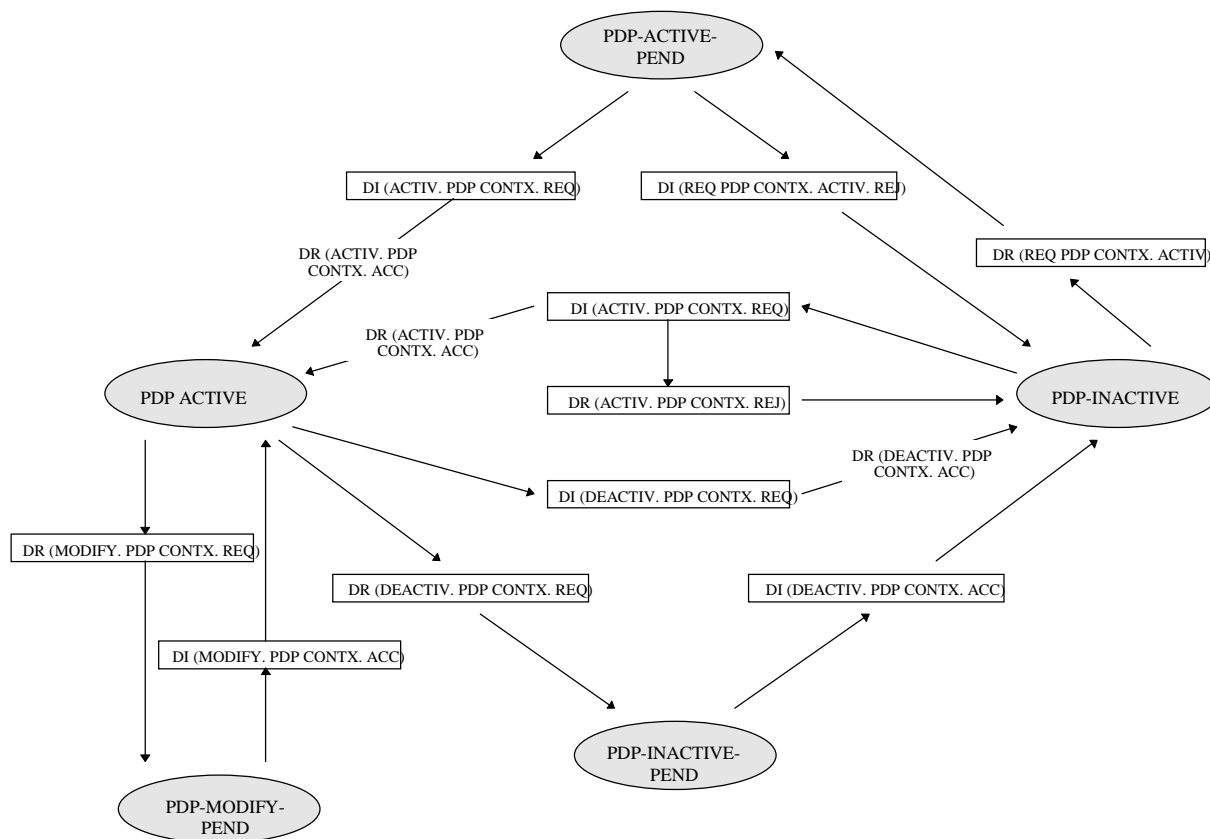 PDP-ACTIVE-
PEND
DI (ACTIV. PDP CONTX. REQ)
DI (REQ PDP CONTX. ACTIV. REJ)
DR (ACTIV. PDP
CONTX. ACC)
DR (REQ PDP CONTX. ACTIV)
DI (ACTIV. PDP CONTX. REQ)
DR (ACTIV. PDP
CONTX. ACC)
PDP ACTIVE
DR (ACTIV. PDP CONTX. REJ)
PDP-INACTIVE
DR (DEACTIV. PDP
CONTX. ACC)
DI (DEACTIV. PDP CONTX. REQ)
DR (MODIFY. PDP CONTX. REQ)
DR (DEACTIV. PDP CONTX. REQ)
DI (DEACTIV. PDP CONTX. ACC)
DI (MODIFY. PDP CONTX. ACC)
PDP-INACTIVE-
PEND
PDP-MODIFY-
PEND